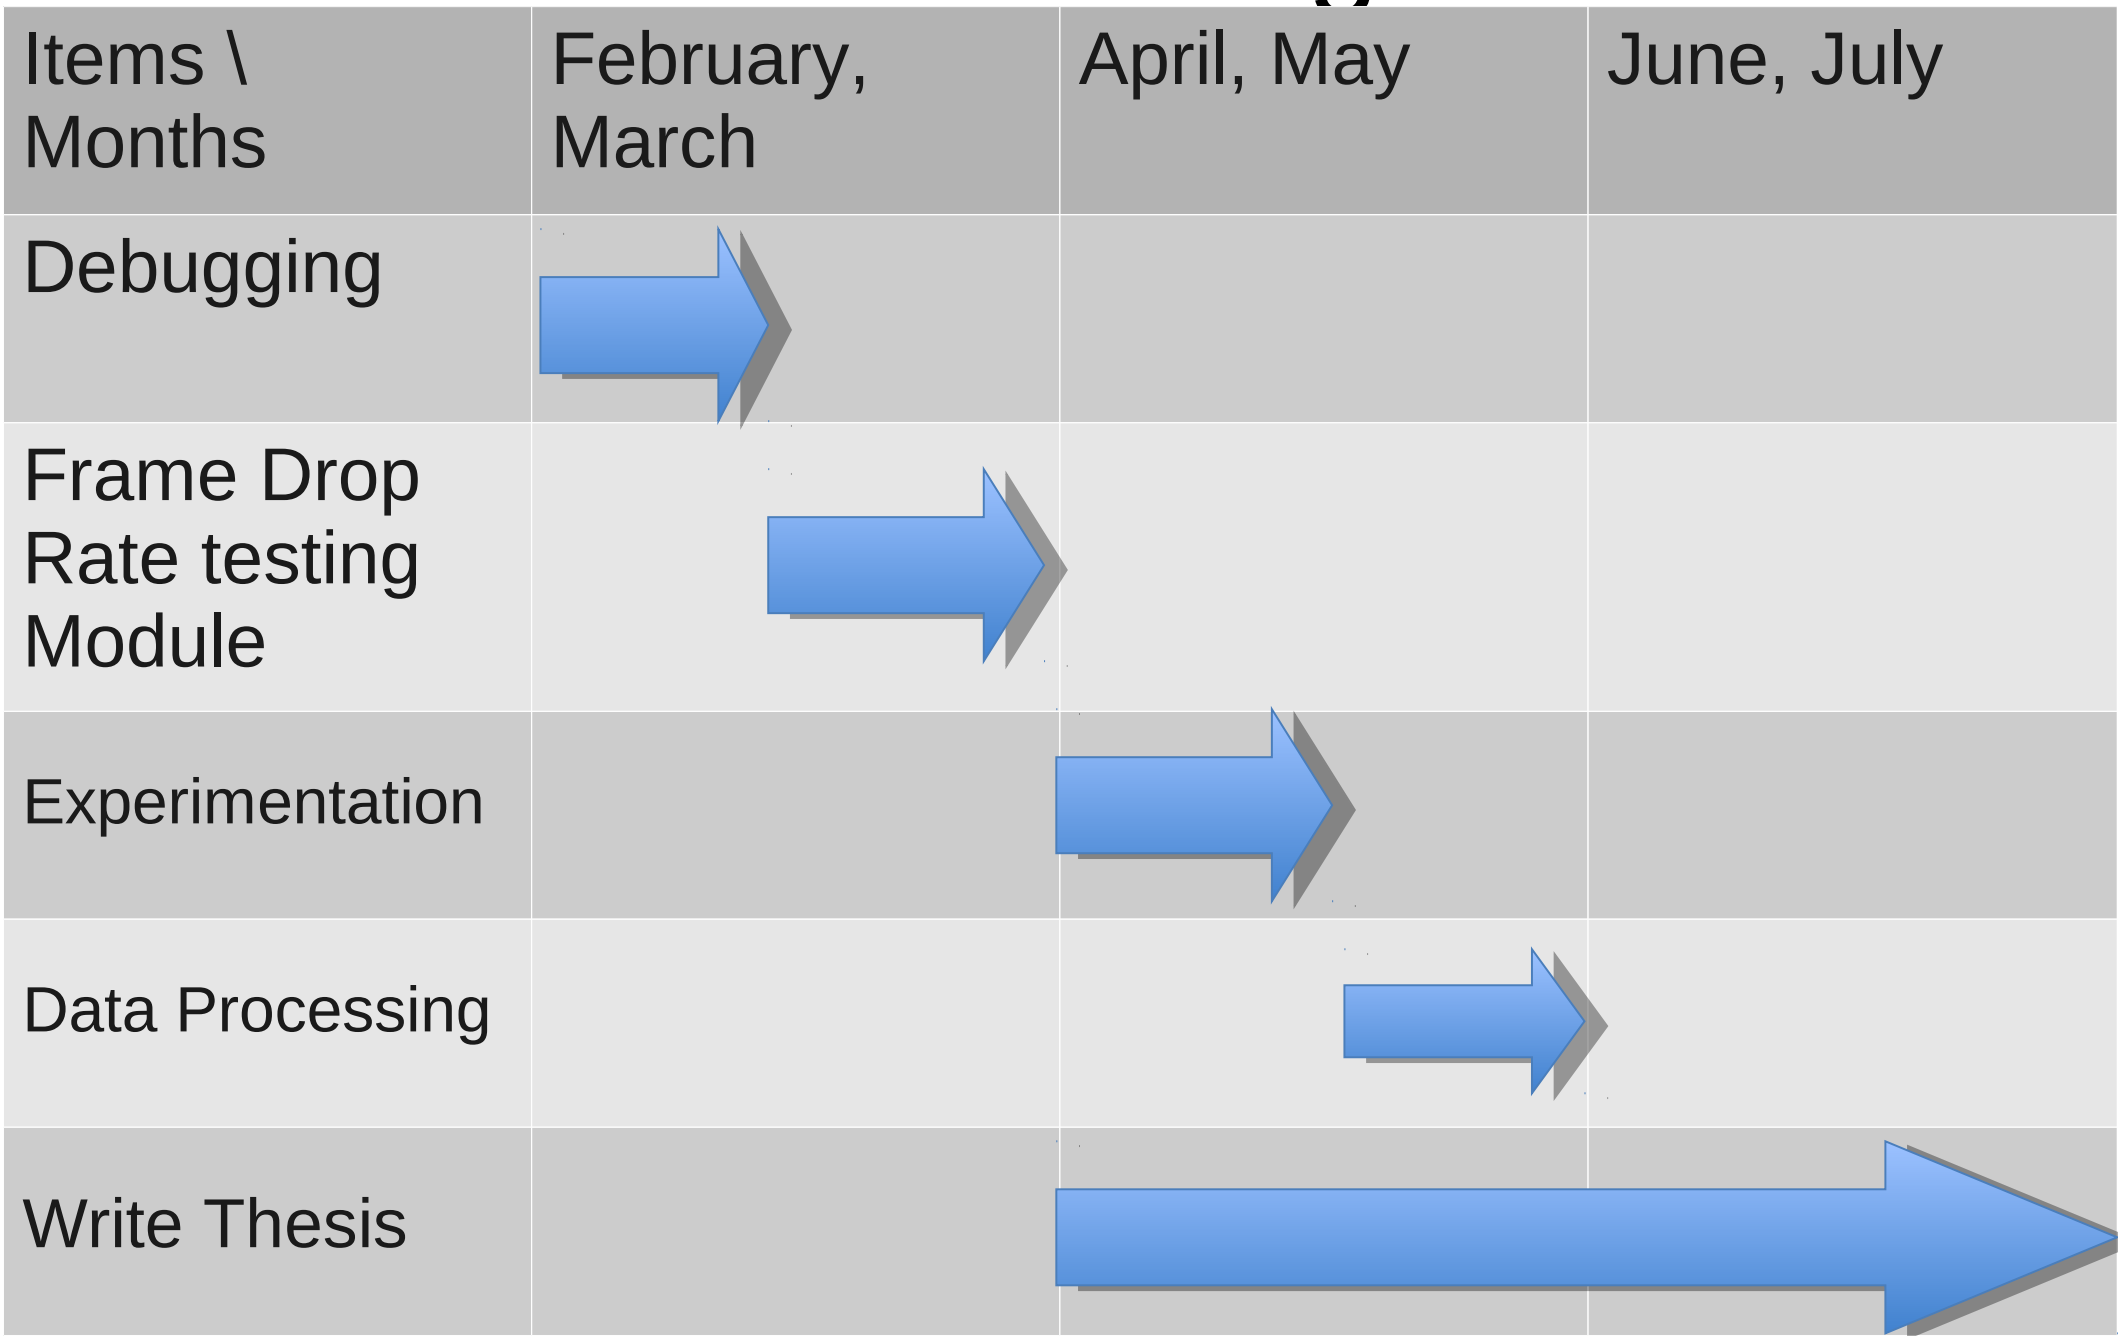 Items \
Months
February,
March
April, May
June, July
Debugging
Frame Drop
Rate testing
Module
Experimentation
Data Processing
Write Thesis